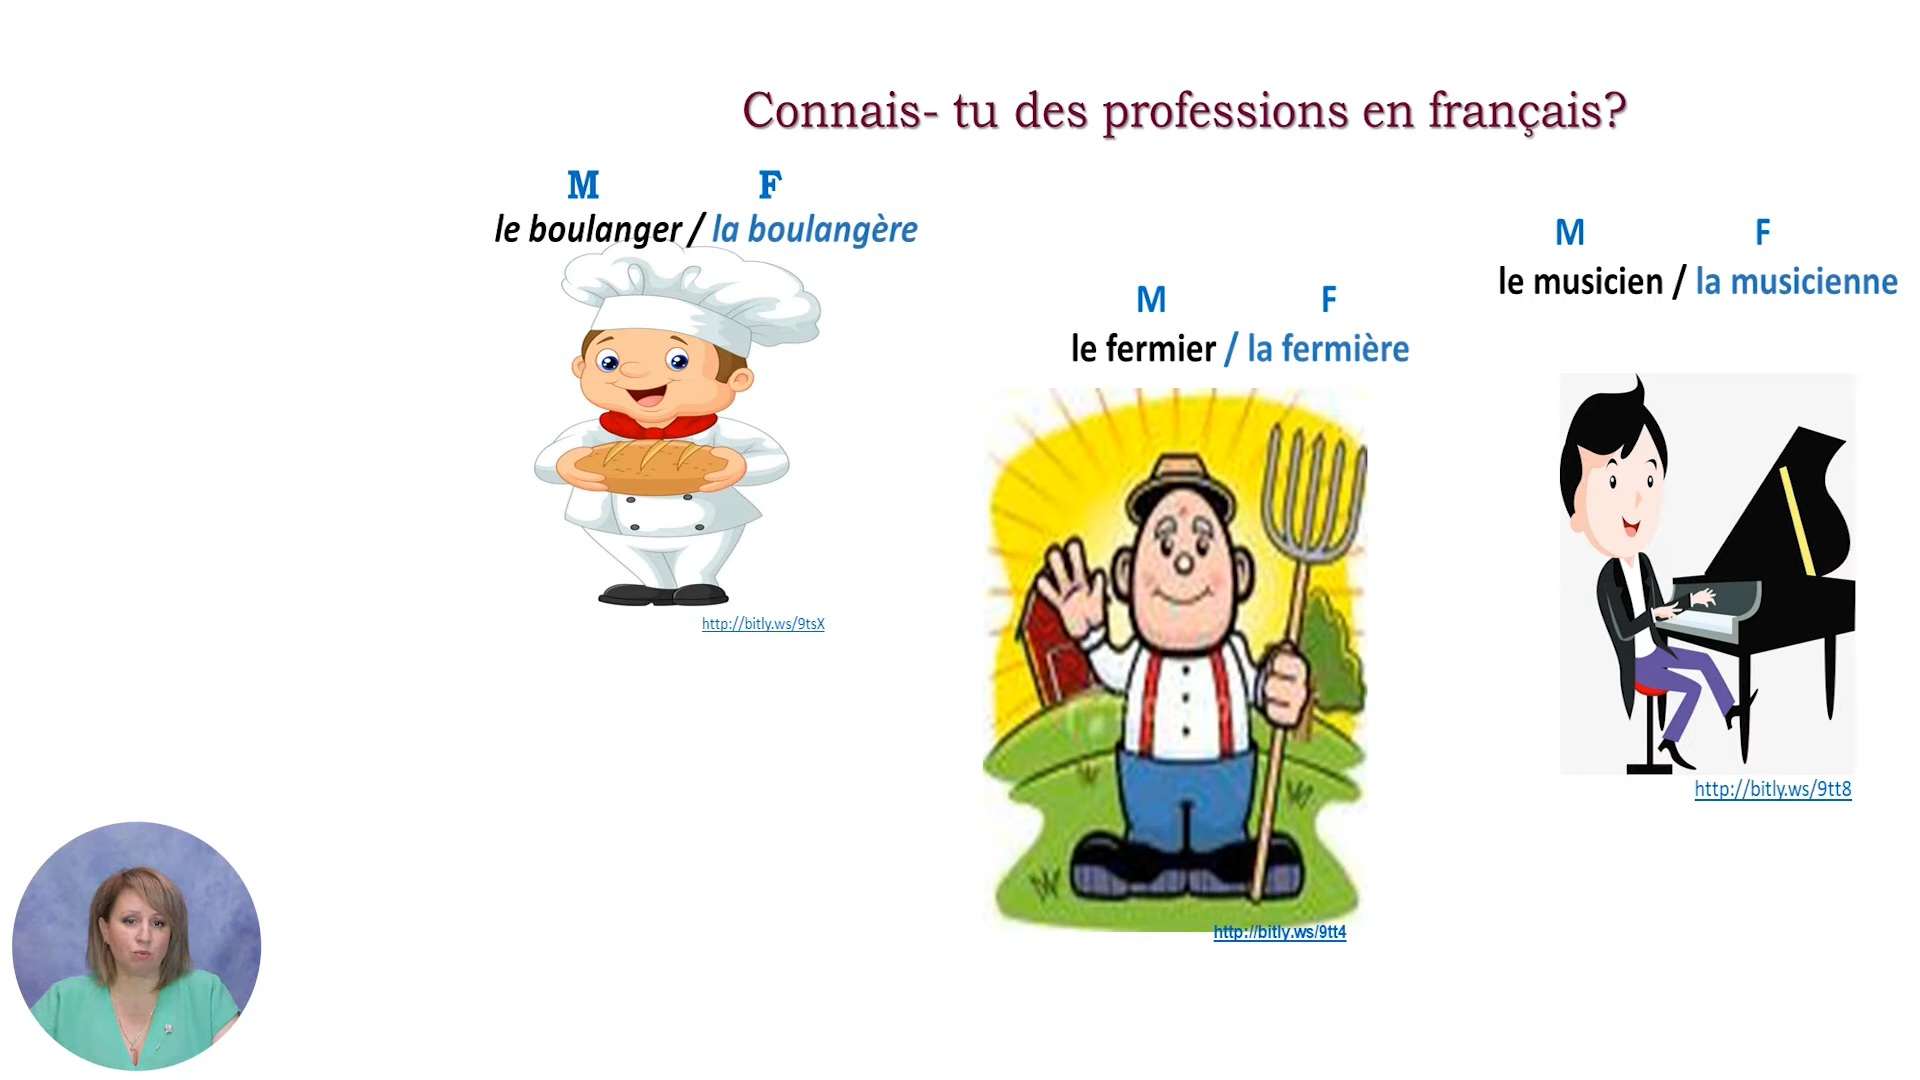 Connais- tu des professions en français?
M F
le boulanger / la boulangère
http://bitly.ws/9tsX
M F
le fermier / la fermière
http://bitly.ws/9tt4
M F
le musicien / la musicienne
http://bitly.ws/9tt8